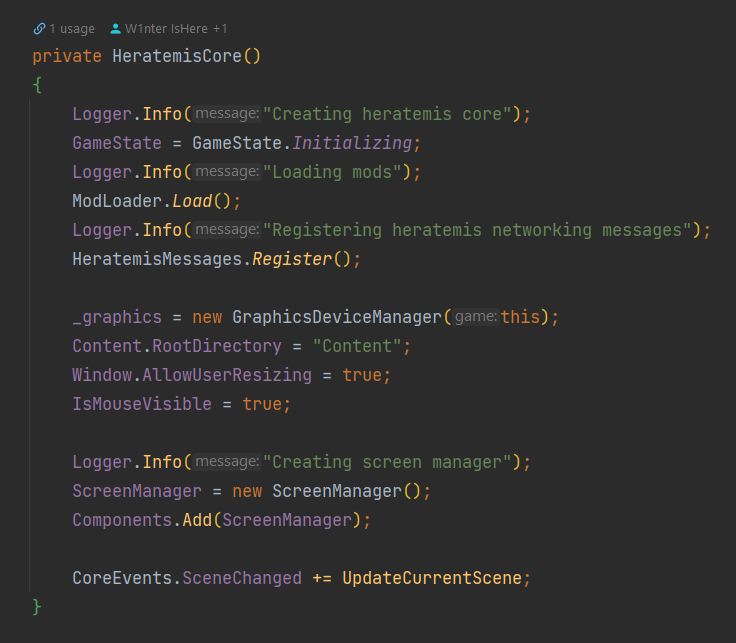 1 usage W1nter IsHere +1
private HeratemisCore()
{
    Logger.Info( message: "Creating heratemis core");
    GameState = GameState.Initializing;
    Logger.Info( message: "Loading mods");
    ModLoader.Load();
    Logger.Info( message: "Registering heratemis networking messages");
    HeratemisMessages.Register();

    _graphics = new GraphicsDeviceManager( game: this);
    Content.RootDirectory = "Content";
    Window.AllowUserResizing = true;
    IsMouseVisible = true;

    Logger.Info( message: "Creating screen manager");
    ScreenManager = new ScreenManager();
    Components.Add(ScreenManager);

    CoreEvents.SceneChanged += UpdateCurrentScene;
}